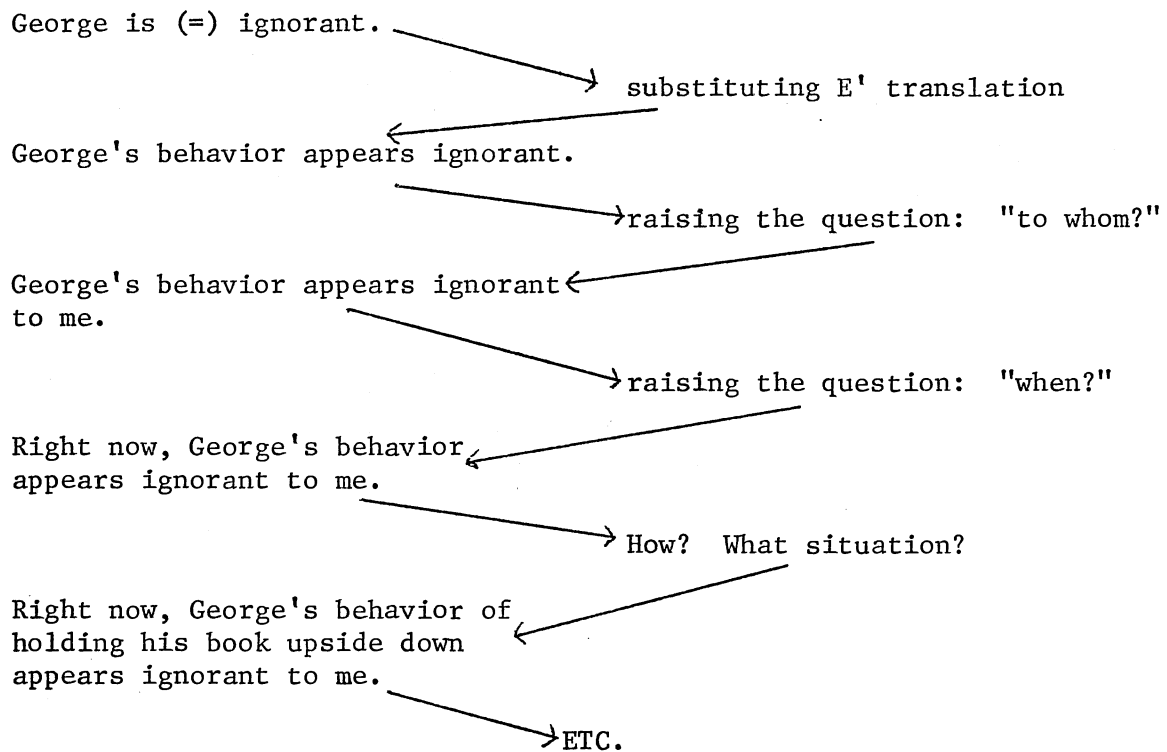 George is (=) ignorant.
substituting E' translation
George's behavior appears ignorant.
raising the question: "to whom?"
George's behavior appears ignorant
to me.
raising the question: "when?"
Right now, George's behavior
appears ignorant to me.
How? What situation?
Right now, George's behavior of
holding his book upside down
appears ignorant to me.
ETC.